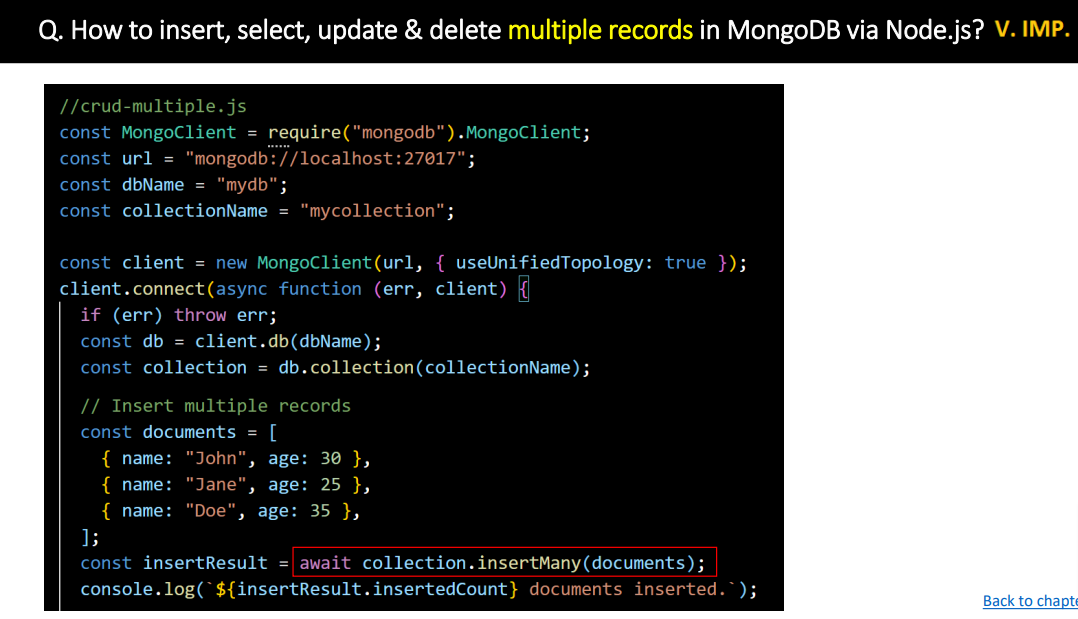 Q. How to insert, select, update & delete multiple records in MongoDB via Node.js? V. IMP.
//crud-multiple.js
const MongoClient = require("mongodb").MongoClient;
const url = "mongodb://localhost:27017";
const dbName = "mydb";
const collectionName = "mycollection";
const client = new MongoClient(url, { useUnifiedTopology: true });
client.connect(async function (err, client) {
if (err) throw err;
const db = client.db(dbName);
const collection = db.collection(collectionName);
// Insert multiple records
const documents = [
{ name: "John", age: 30 },
{ name: "Jane", age: 25 },
{ name: "Doe", age: 35 },
];
const insertResult = await collection.insertMany(documents);
console.log(`${insertResult.insertedCount} documents inserted.`);
Back to chapte